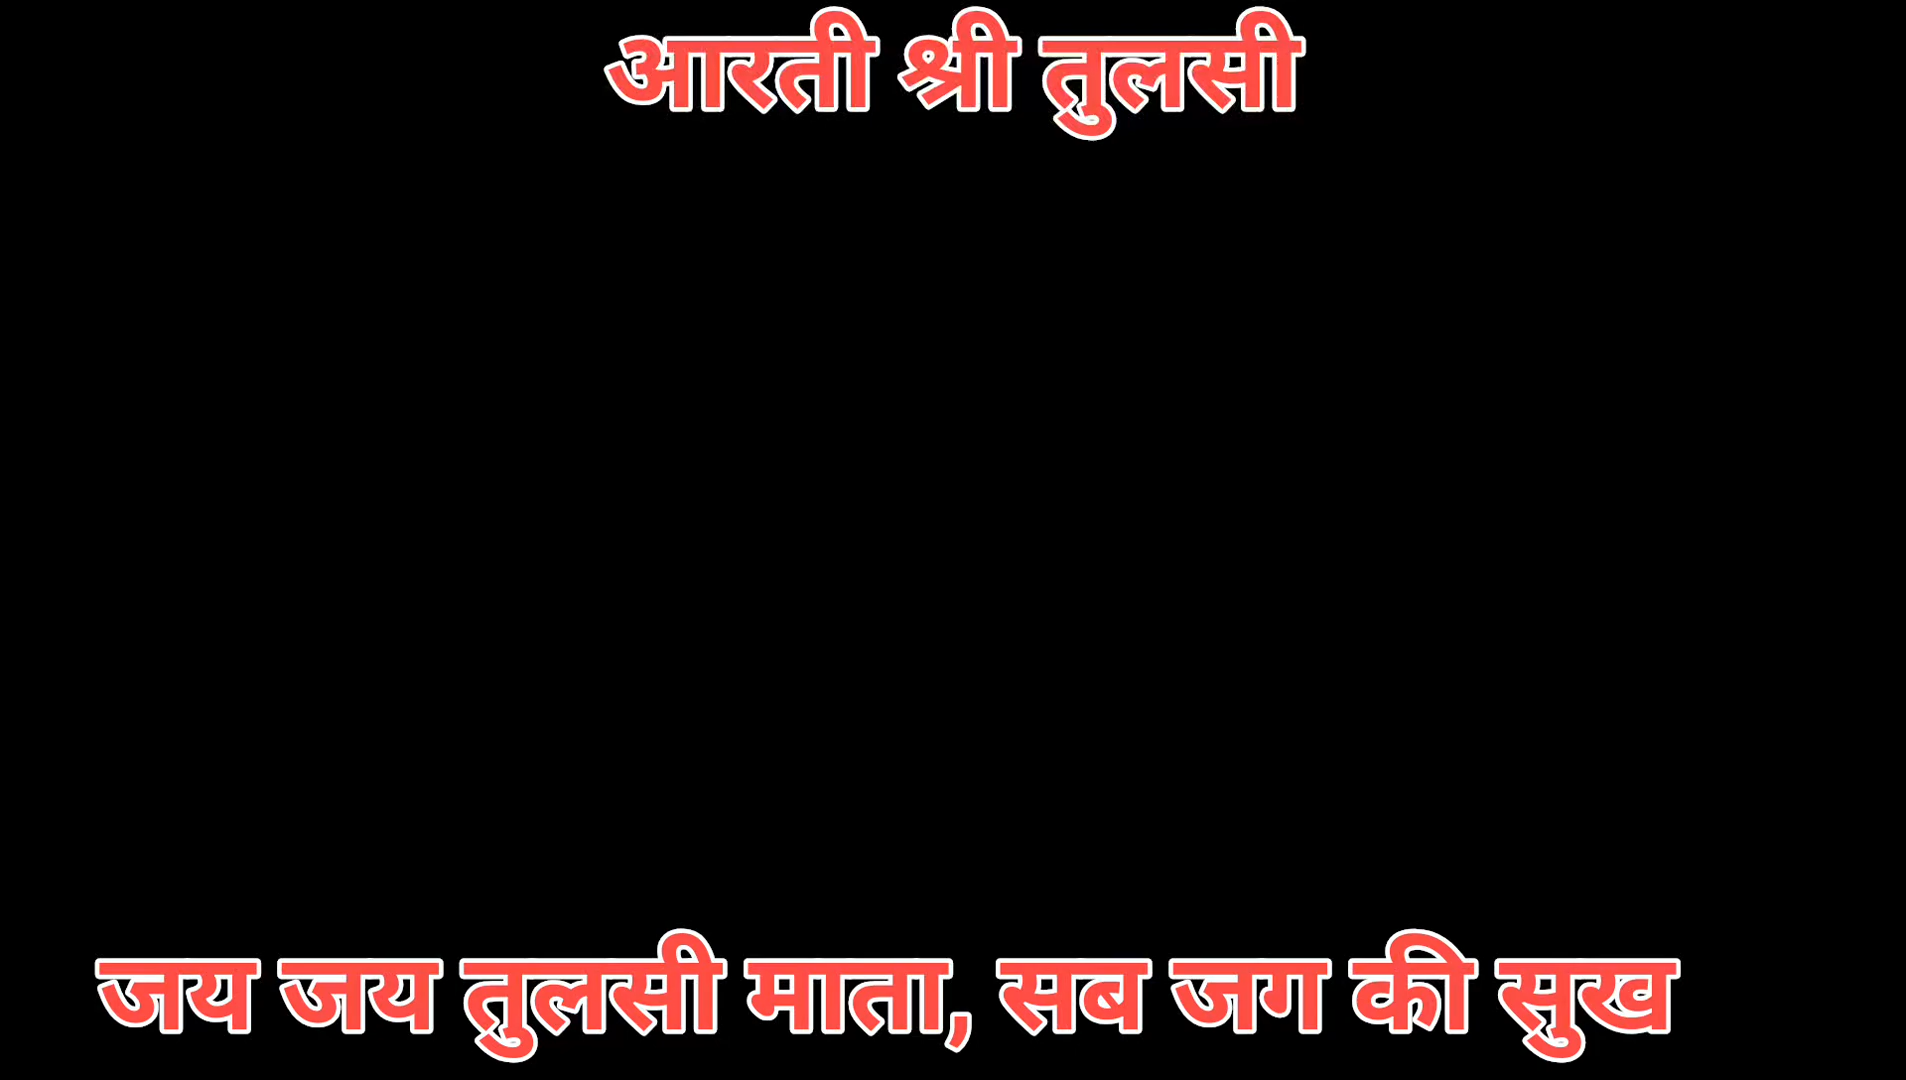 आरती श्री तुलसी
जय जय तुलसी माता, सब जग की सुख